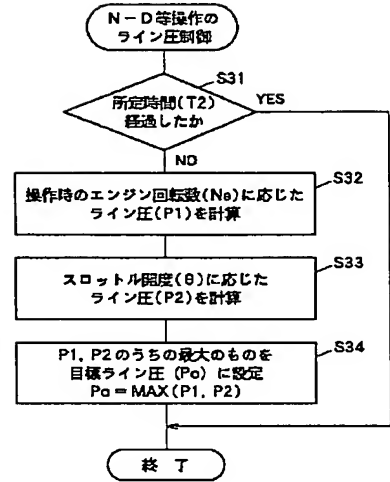 N－D等操作の
ライン圧制御
S31
所定時間(T2)
経過したか
YES
NO
S32
操作時のエンジン回転数(Ne)に応じた
ライン圧(P1)を計算
S33
スロットル開度(θ)に応じた
ライン圧(P2)を計算
S34
P1, P2のうちの最大のものを
目標ライン圧 (Po) に設定
Po＝MAX(P1, P2)
終 了